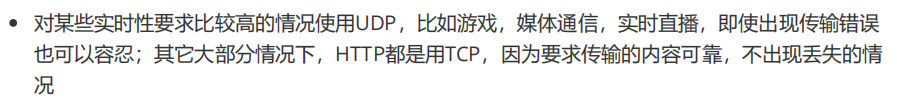 • 对某些实时性要求比较高的情况使用UDP，比如游戏，媒体通信，实时直播，即使出现传输错误
也可以容忍；其它大部分情况下，HTTP都是用TCP，因为要求传输的内容可靠，不出现丢失的情
况